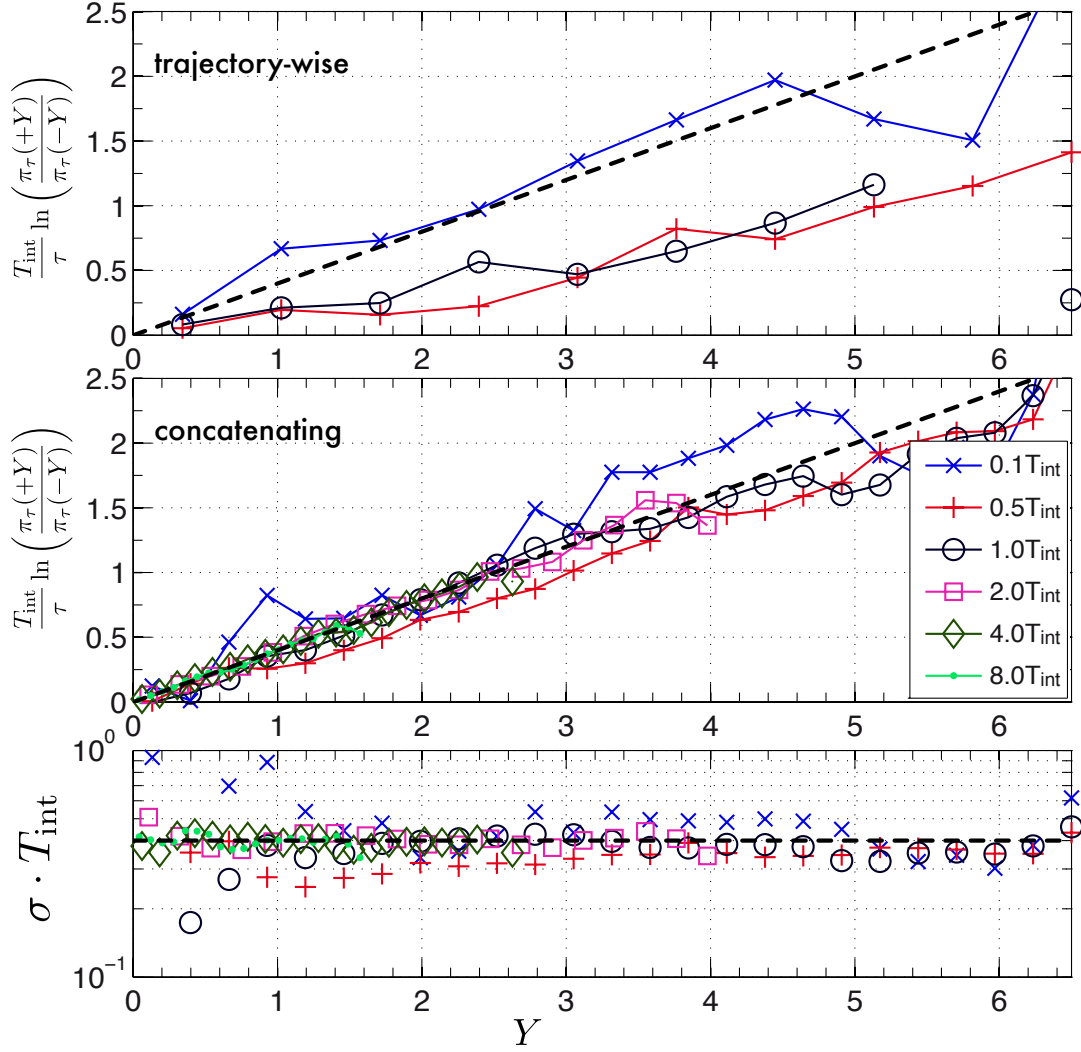 2.5
2
1.5
1
0.5
0
trajectory-wise
T_int/τ ln(π_τ(+Y)/π_τ(−Y))
0 1 2 3 4 5 6
2.5
2
1.5
1
0.5
0
concatenating
T_int/τ ln(π_τ(+Y)/π_τ(−Y))
0.1T_int
0.5T_int
1.0T_int
2.0T_int
4.0T_int
8.0T_int
0 1 2 3 4 5 6
10^0
σ · T_int
10^−1
0 1 2 3 4 5 6
Y